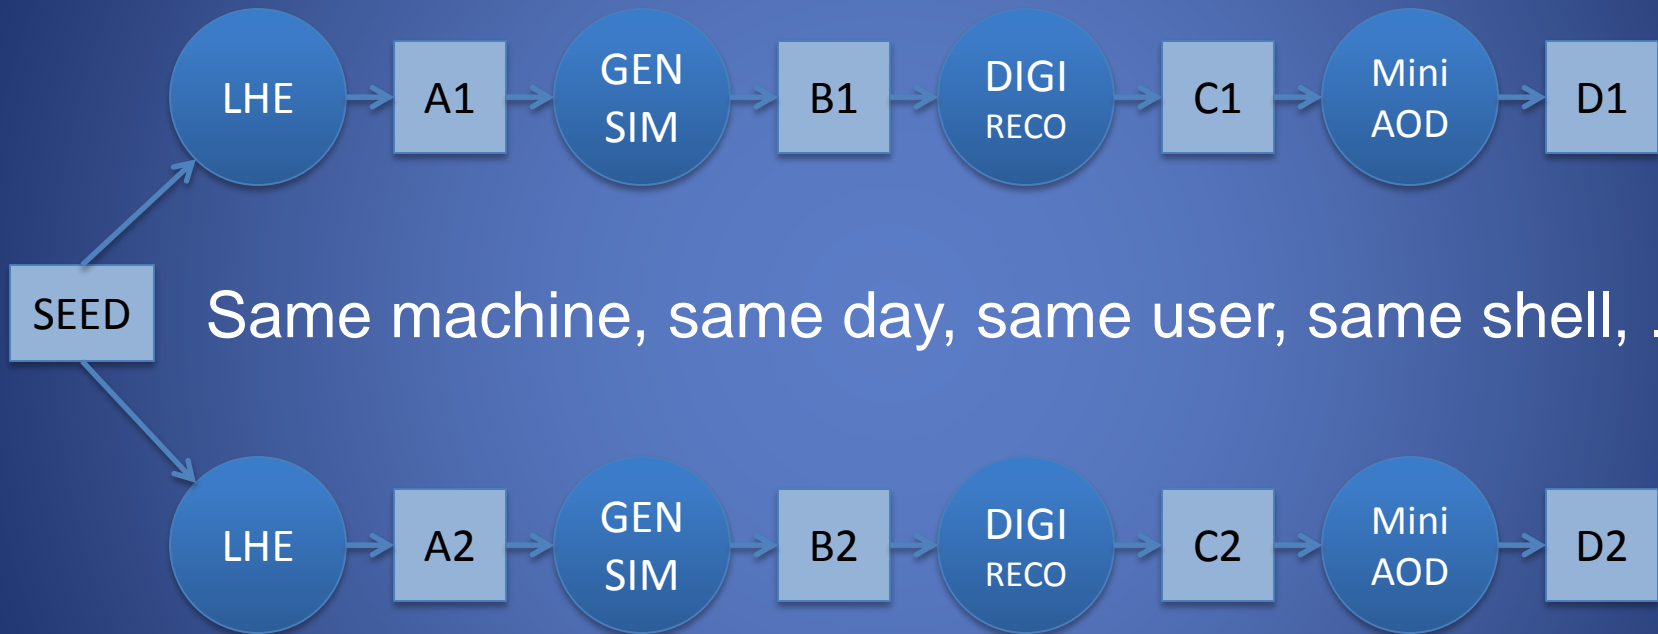 LHE
A1
GEN
SIM
B1
DIGI
RECO
C1
Mini
AOD
D1
SEED
Same machine, same day, same user, same shell, .
LHE
A2
GEN
SIM
B2
DIGI
RECO
C2
Mini
AOD
D2